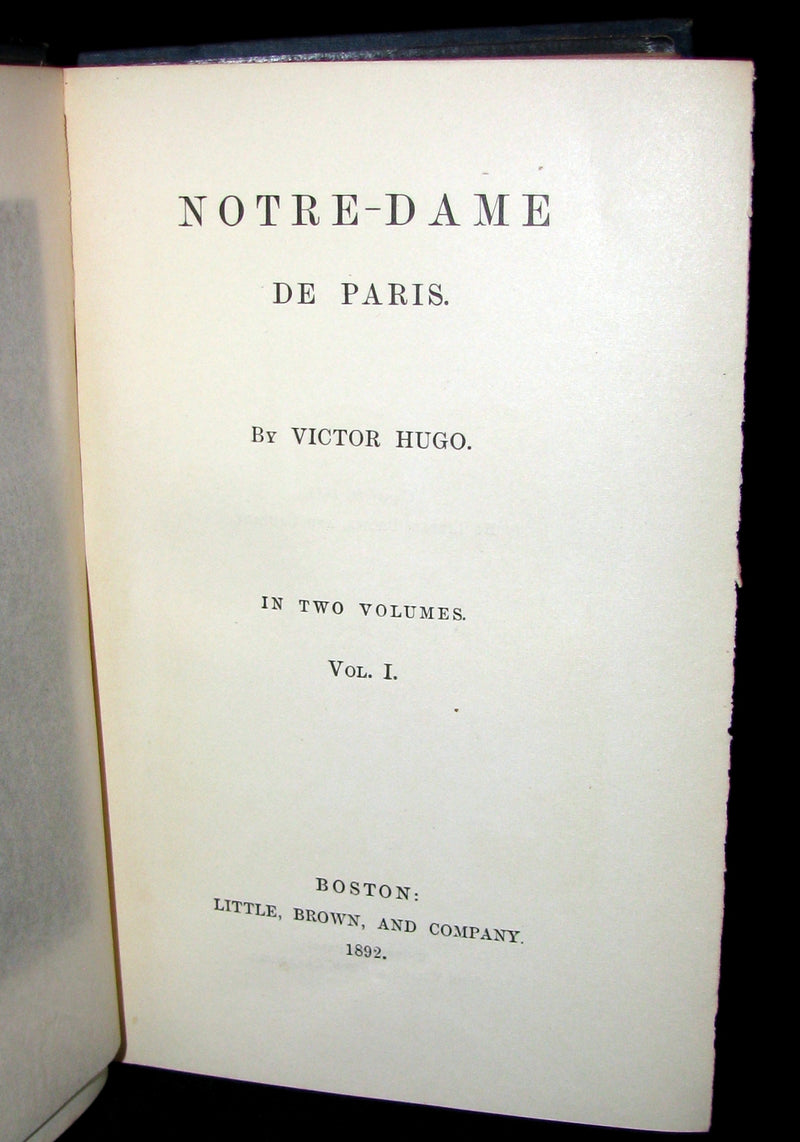 NOTRE-DAME
DE PARIS.
By VICTOR HUGO.
IN TWO VOLUMES.
Vol. I.
BOSTON:
LITTLE, BROWN, AND COMPANY.
1892.